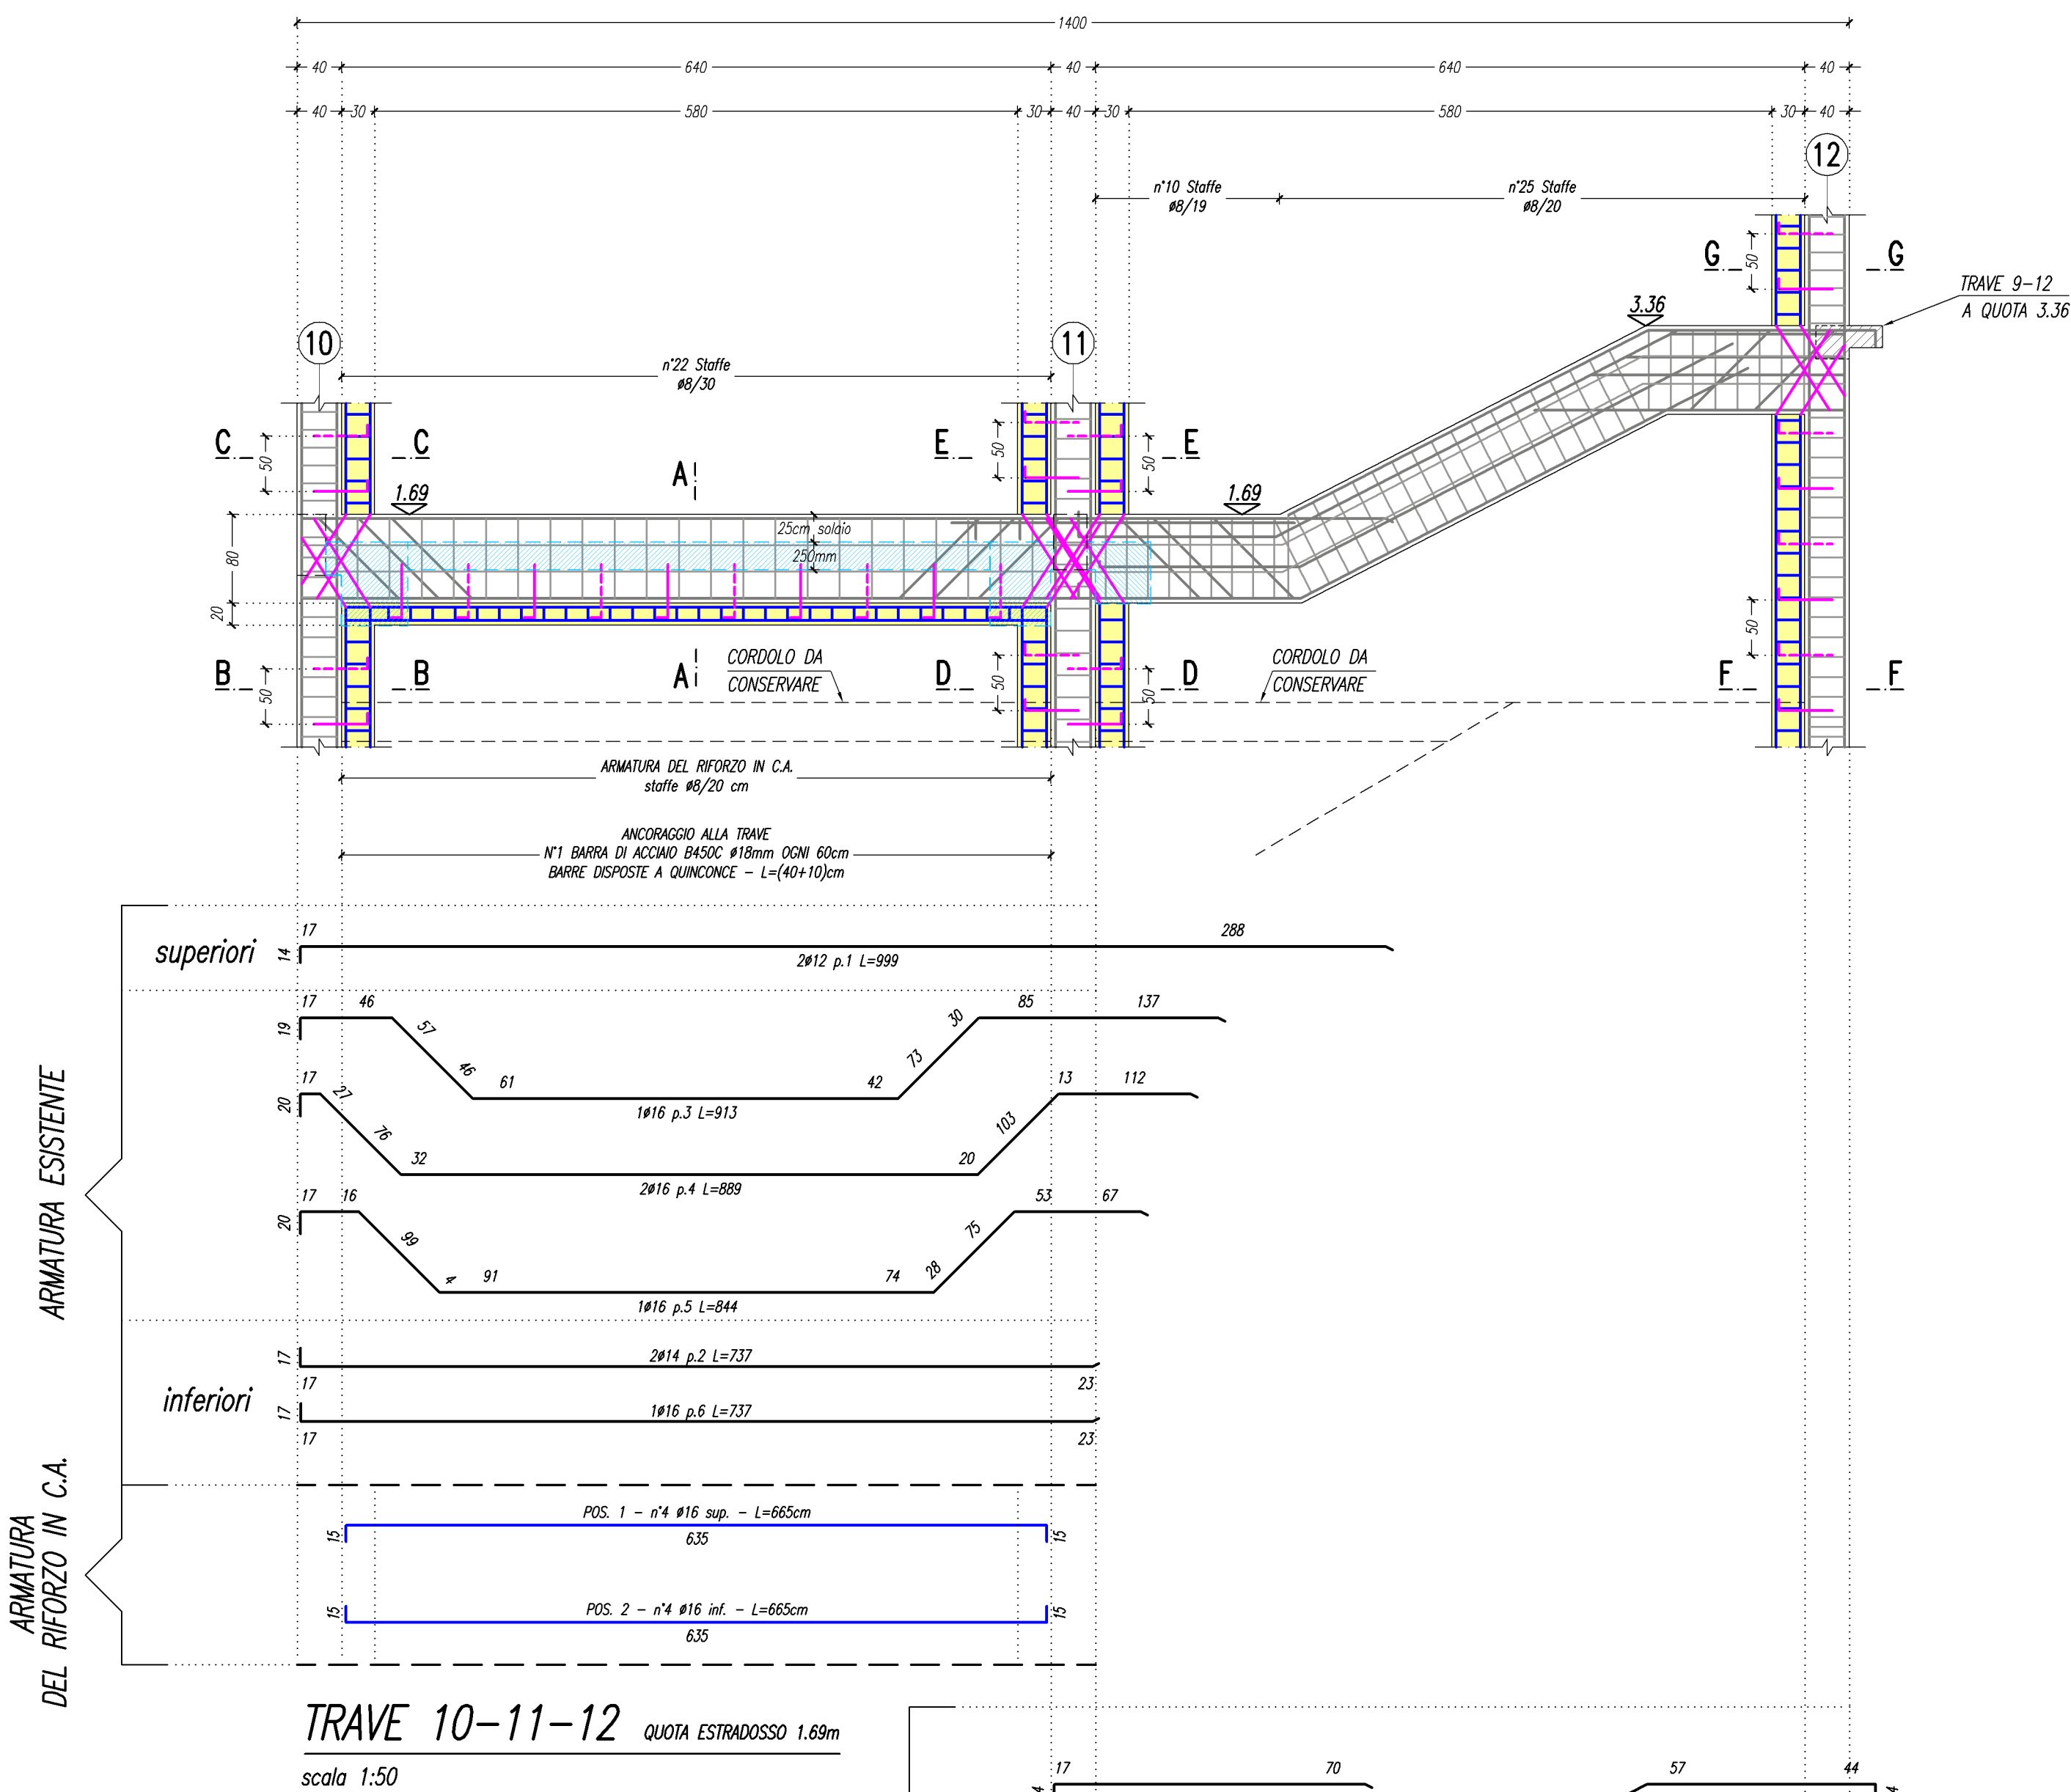 1400
40 640 40 640 40
40 30 580 30 40 30 580 30 40
12
n°10 Staffe
ø8/19
n°25 Staffe
ø8/20
G G
50
TRAVE 9-12
A QUOTA 3.36
3.36
10
11
n°22 Staffe
ø8/30
C C
50
A
E E
50
50
1.69
1.69
25cm solaio
250mm
80
20
50
B B
50
A
CORDOLO DA
CONSERVARE
D D
50
50
CORDOLO DA
CONSERVARE
F F
ARMATURA DEL RIFORZO IN C.A.
staffe ø8/20 cm
ANCORAGGIO ALLA TRAVE
N°1 BARRA DI ACCIAIO B450C ø18mm OGNI 60cm
BARRE DISPOSTE A QUINCONCE - L=(40+10)cm
ARMATURA ESISTENTE
superiori
17 288
14
2ø12 p.1 L=999
17 46 85 137
19
57 30
46 61 42 73
1ø16 p.3 L=913
17 27 13 112
20
76 32 20 103
2ø16 p.4 L=889
17 16 53 67
20
99 75
4 91 74 28
1ø16 p.5 L=844
inferiori
17
2ø14 p.2 L=737
17 23
17
1ø16 p.6 L=737
17 23
ARMATURA
DEL RIFORZO IN C.A.
POS. 1 - n°4 ø16 sup. - L=665cm
15 635 15
POS. 2 - n°4 ø16 inf. - L=665cm
15 635 15
TRAVE 10-11-12 QUOTA ESTRADOSSO 1.69m
scala 1:50
17 70 57 44